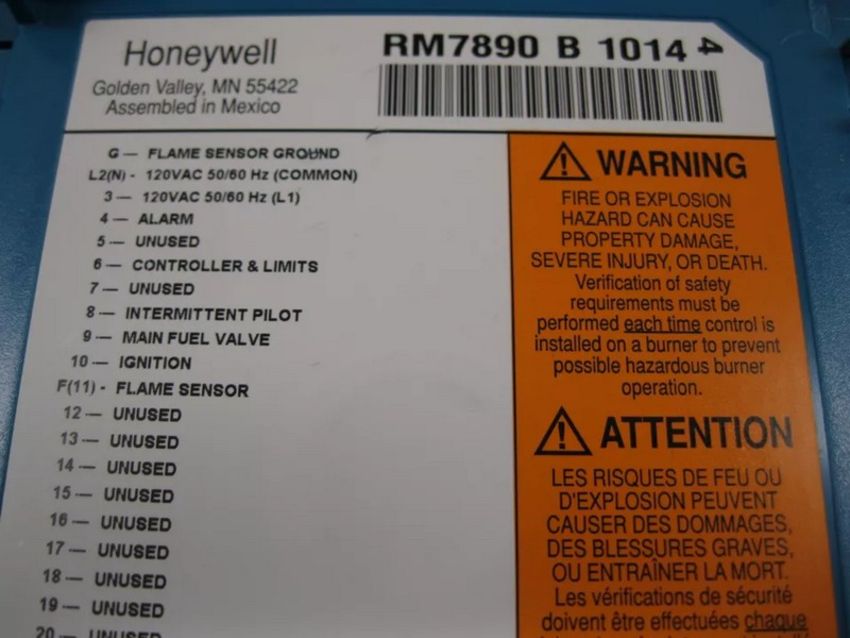 Honeywell
Golden Valley, MN 55422
Assembled in Mexico
RM7890 B 1014 4
G — FLAME SENSOR GROUND
L2(N) - 120VAC 50/60 Hz (COMMON)
3 — 120VAC 50/60 Hz (L1)
4 — ALARM
5 — UNUSED
6 — CONTROLLER & LIMITS
7 — UNUSED
8 — INTERMITTENT PILOT
9 — MAIN FUEL VALVE
10 — IGNITION
F(11) - FLAME SENSOR
12 — UNUSED
13 — UNUSED
14 — UNUSED
15 — UNUSED
16 — UNUSED
17 — UNUSED
18 — UNUSED
19 — UNUSED
20 — UNUSED
⚠ WARNING
FIRE OR EXPLOSION
HAZARD CAN CAUSE
PROPERTY DAMAGE,
SEVERE INJURY, OR DEATH.
Verification of safety
requirements must be
performed each time control is
installed on a burner to prevent
possible hazardous burner
operation.
⚠ ATTENTION
LES RISQUES DE FEU OU
D'EXPLOSION PEUVENT
CAUSER DES DOMMAGES,
DES BLESSURES GRAVES,
OU ENTRAÎNER LA MORT.
Les vérifications de sécurité
doivent être effectuées chaque